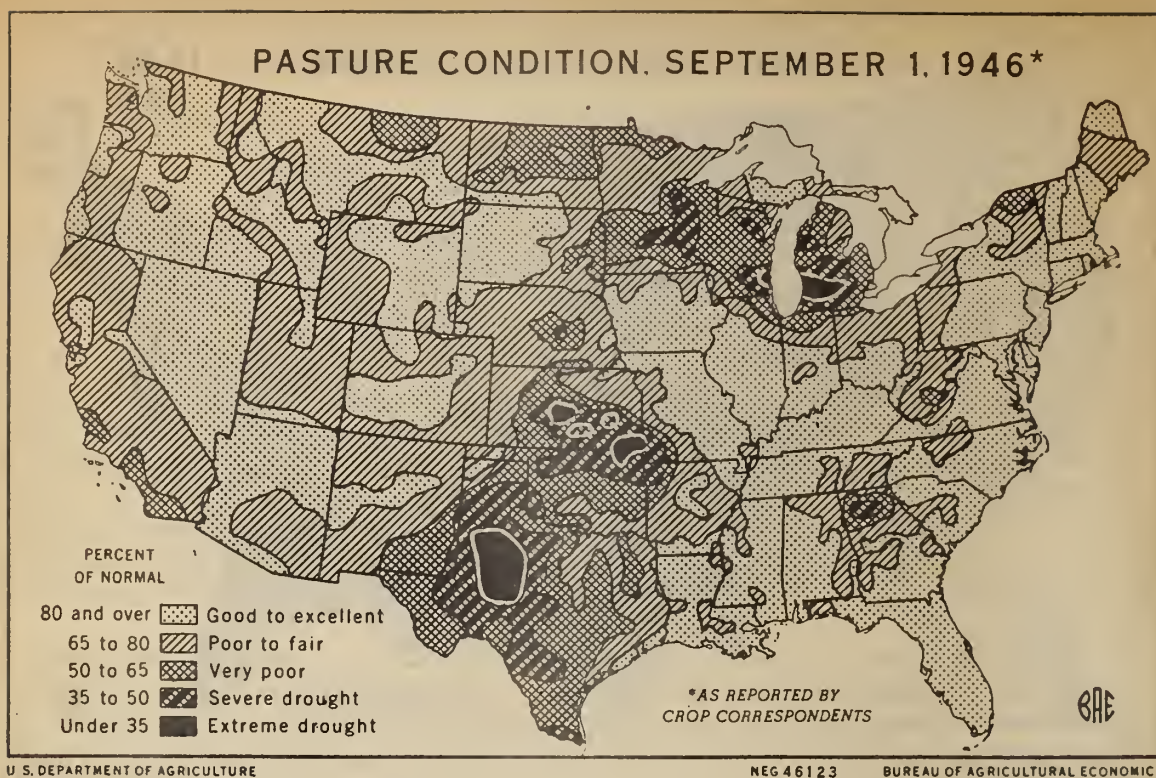 PASTURE CONDITION, SEPTEMBER 1, 1946*
PERCENT
OF NORMAL
80 and over Good to excellent
65 to 80 Poor to fair
50 to 65 Very poor
35 to 50 Severe drought
Under 35 Extreme drought
*AS REPORTED BY
CROP CORRESPONDENTS
BAE
U S. DEPARTMENT OF AGRICULTURE NEG 46123 BUREAU OF AGRICULTURAL ECONOMIC